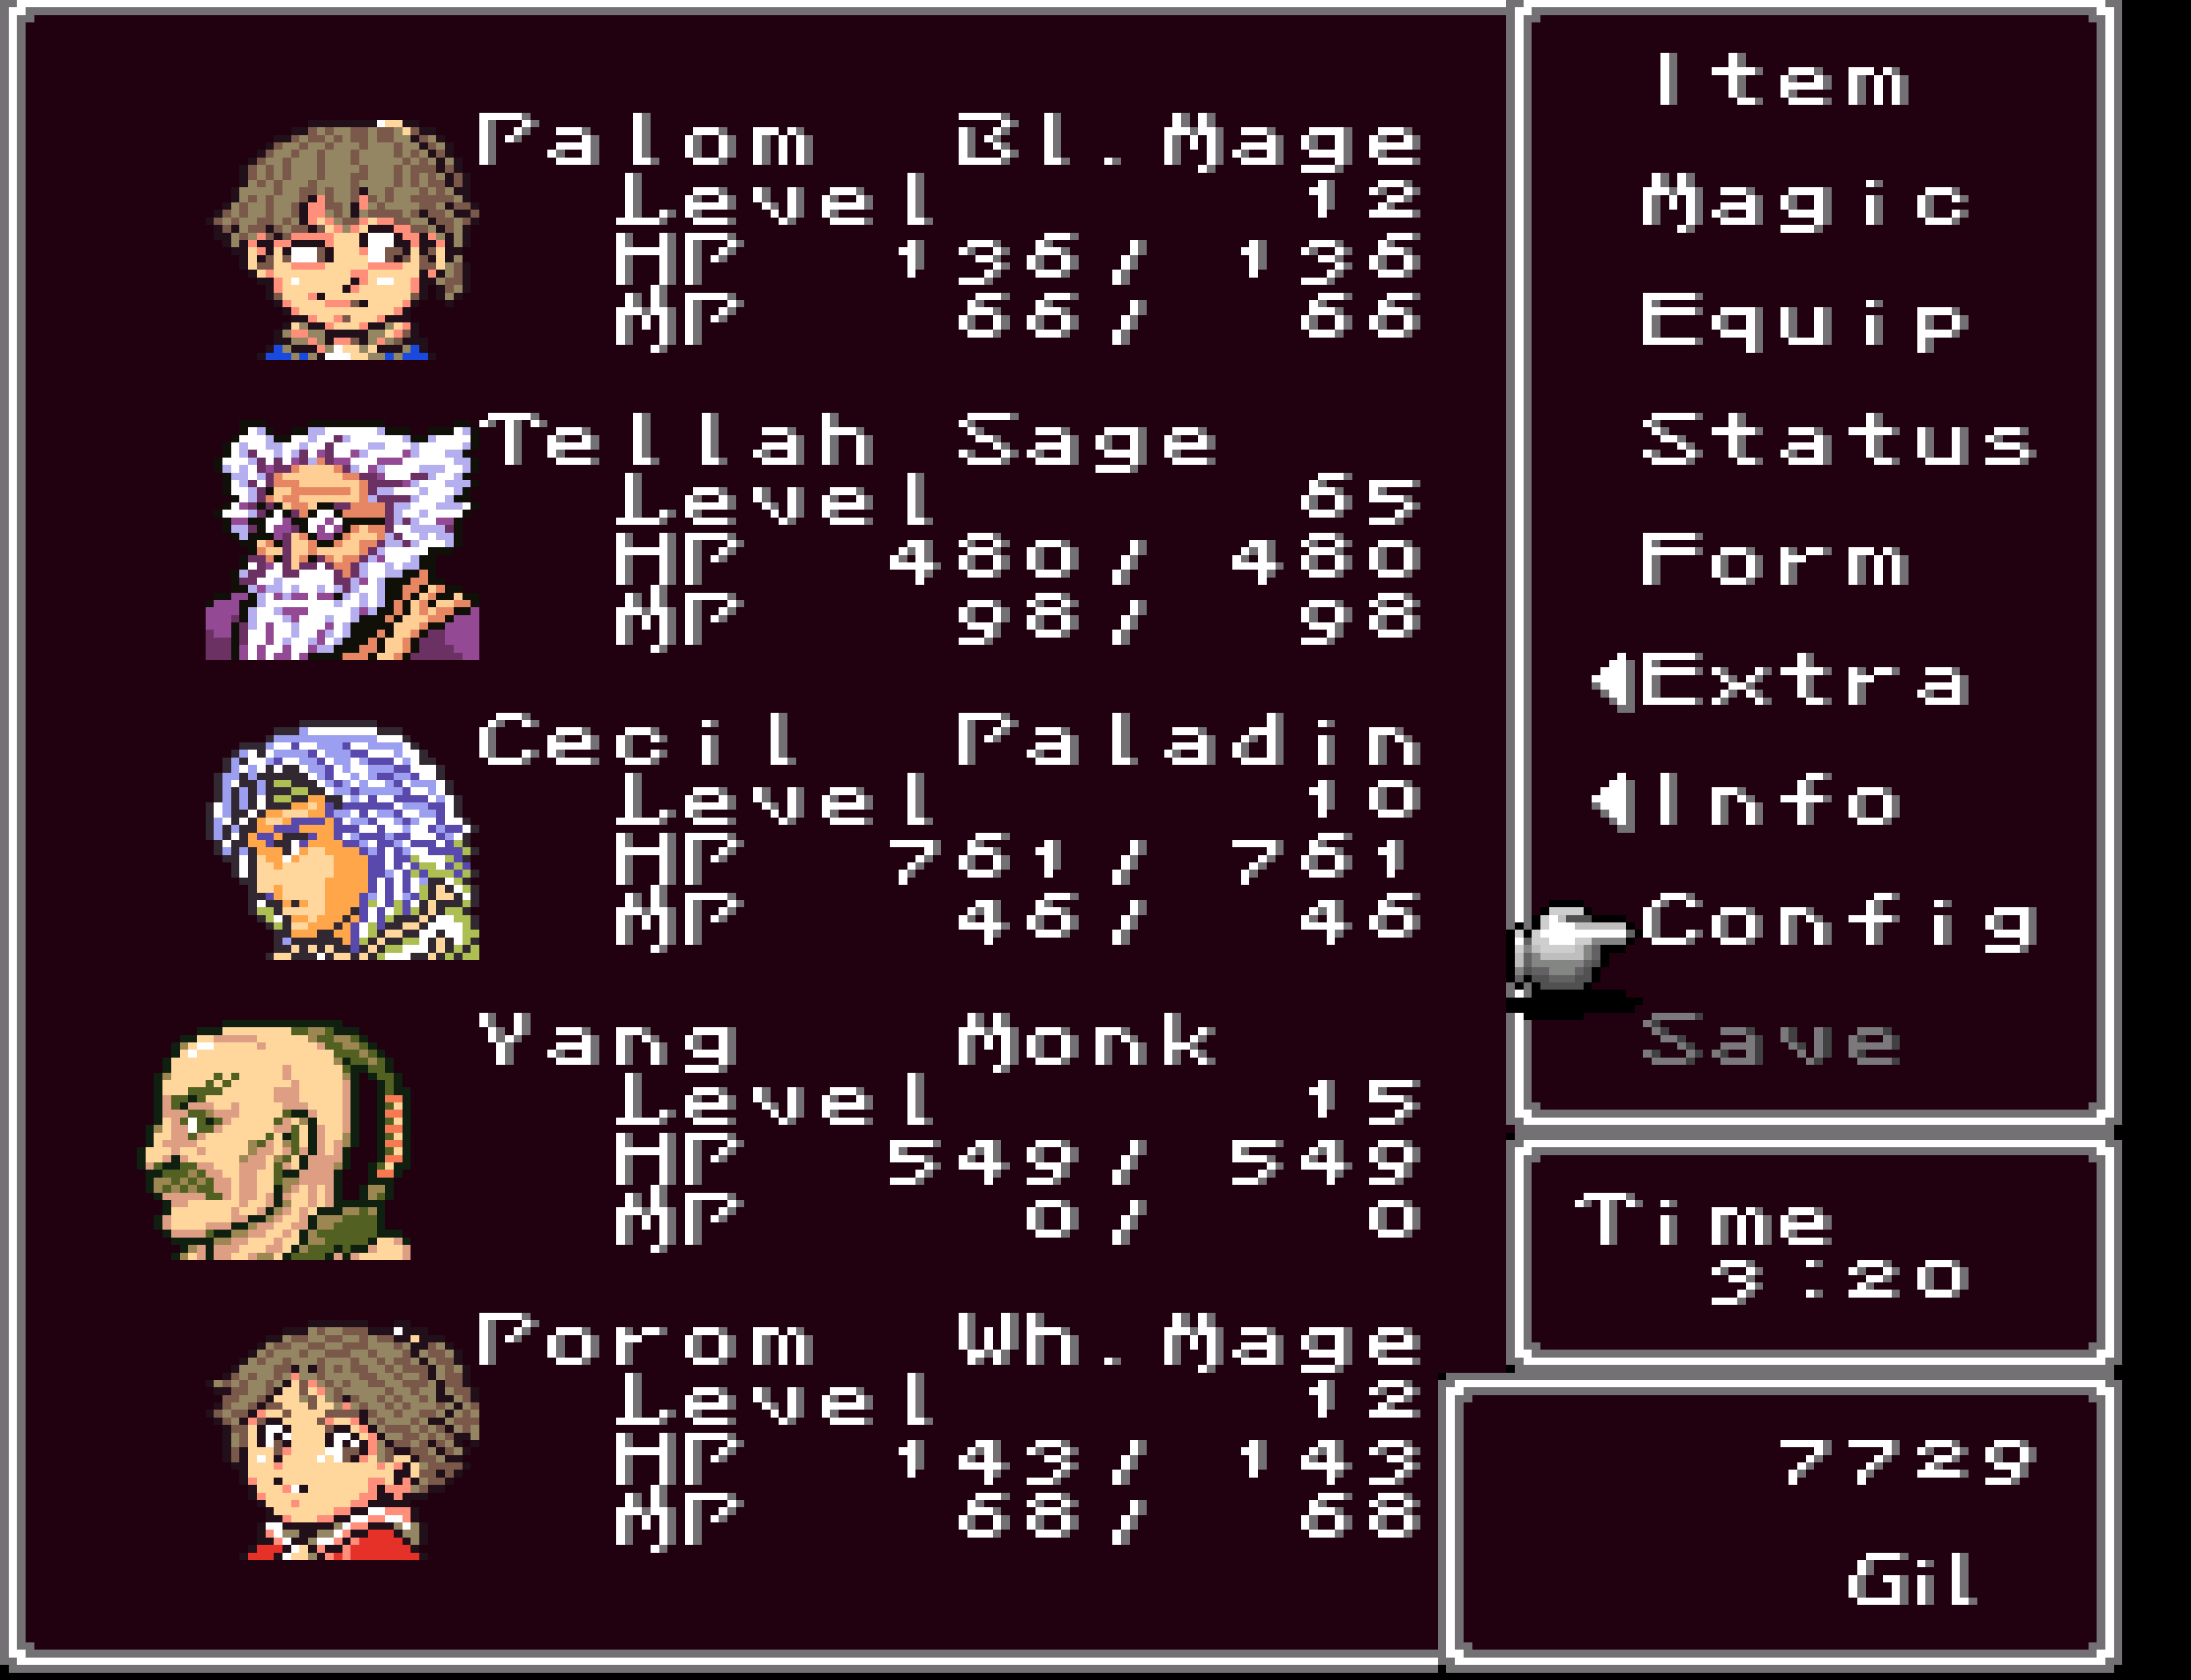 Palom Bl.Mage
Level 12
HP 136/ 136
MP 66/ 66
Tellah Sage
Level 65
HP 480/ 480
MP 98/ 98
Cecil Paladin
Level 10
HP 761/ 761
MP 46/ 46
Yang Monk
Level 15
HP 549/ 549
MP 0/ 0
Porom Wh.Mage
Level 12
HP 143/ 143
MP 68/ 68
Item
Magic
Equip
Status
Form
Extra
Info
Config
Save
Time
3:20
7729
Gil